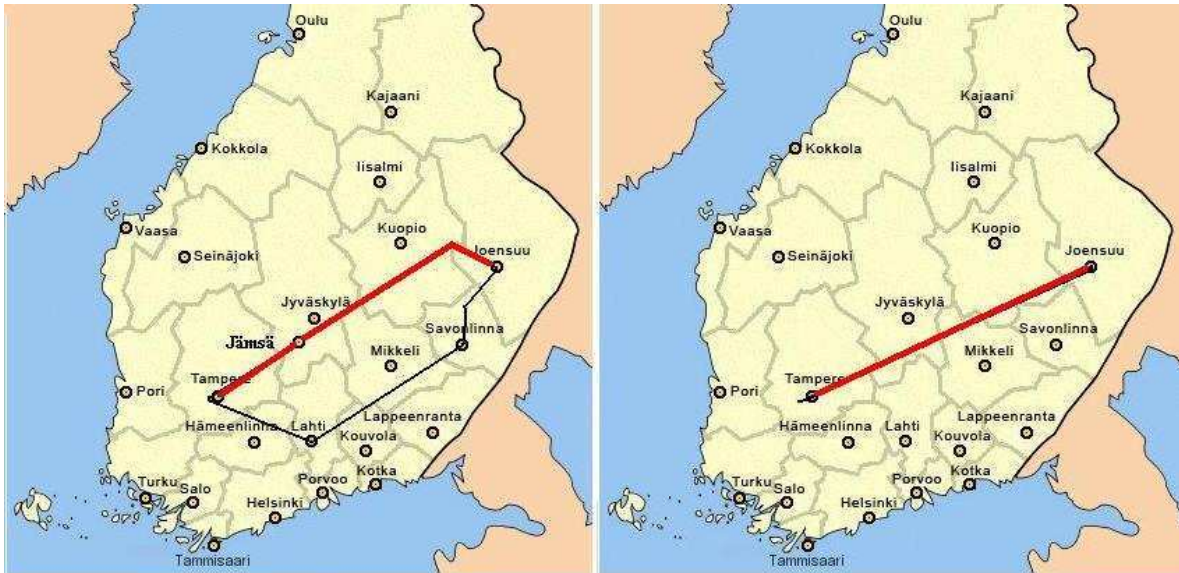 Oulu
Kajaani
Kokkola
Iisalmi
Vaasa
Kuopio
Seinäjoki
Joensuu
Jyväskylä
Savonlinna
Jämsä
Mikkeli
Tampere
Pori
Lappeenranta
Hämeenlinna
Lahti
Kouvola
Kotka
Turku
Salo
Porvoo
Helsinki
Tammisaari
Oulu
Kajaani
Kokkola
Iisalmi
Vaasa
Kuopio
Seinäjoki
Joensuu
Jyväskylä
Savonlinna
Mikkeli
Tampere
Pori
Lappeenranta
Hämeenlinna
Lahti
Kouvola
Kotka
Turku
Salo
Porvoo
Helsinki
Tammisaari